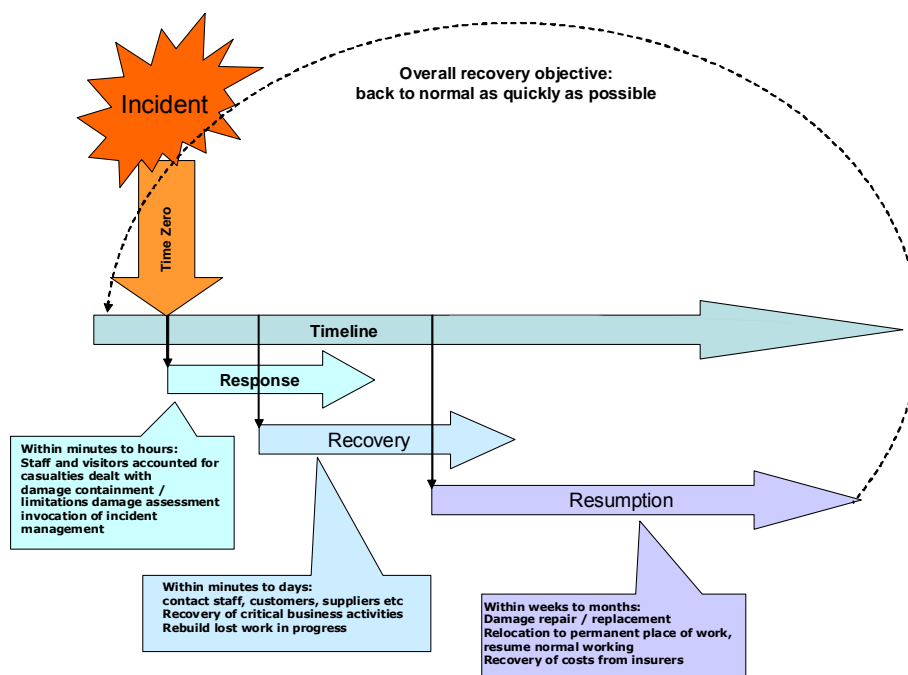 Incident
Overall recovery objective:
back to normal as quickly as possible
Time Zero
Timeline
Response
Recovery
Resumption
Within minutes to hours:
Staff and visitors accounted for
casualties dealt with
damage containment /
limitations damage assessment
invocation of incident
management
Within minutes to days:
contact staff, customers, suppliers etc
Recovery of critical business activities
Rebuild lost work in progress
Within weeks to months:
Damage repair / replacement
Relocation to permanent place of work,
resume normal working
Recovery of costs from insurers